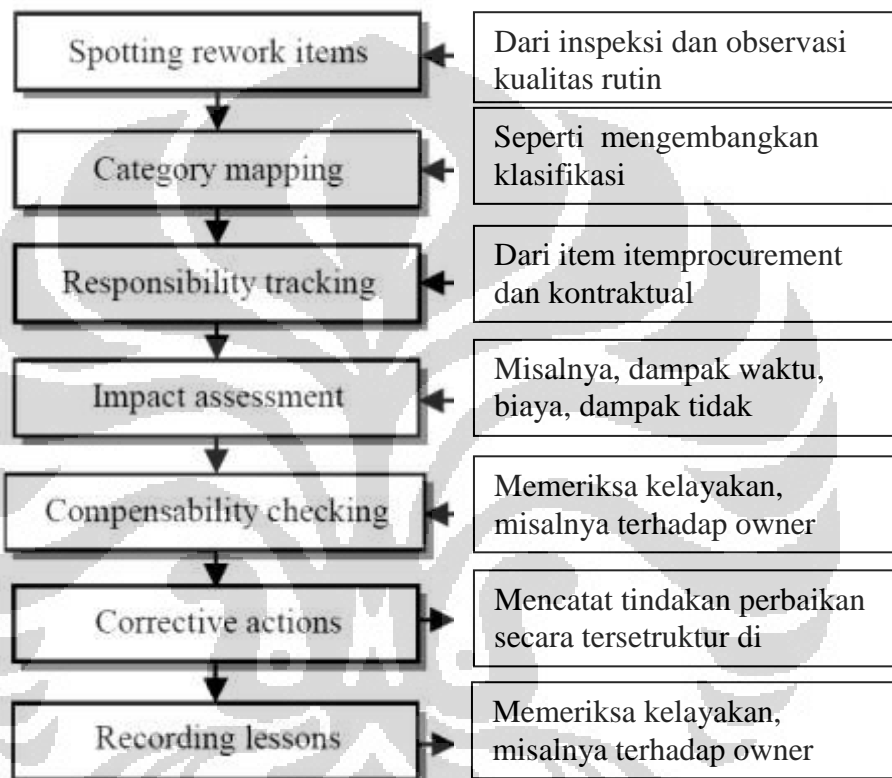 Spotting rework items
Dari inspeksi dan observasi
kualitas rutin
Category mapping
Seperti mengembangkan
klasifikasi
Responsibility tracking
Dari item itemprocurement
dan kontraktual
Impact assessment
Misalnya, dampak waktu,
biaya, dampak tidak
Compensability checking
Memeriksa kelayakan,
misalnya terhadap owner
Corrective actions
Mencatat tindakan perbaikan
secara tersetruktur di
Recording lessons
Memeriksa kelayakan,
misalnya terhadap owner